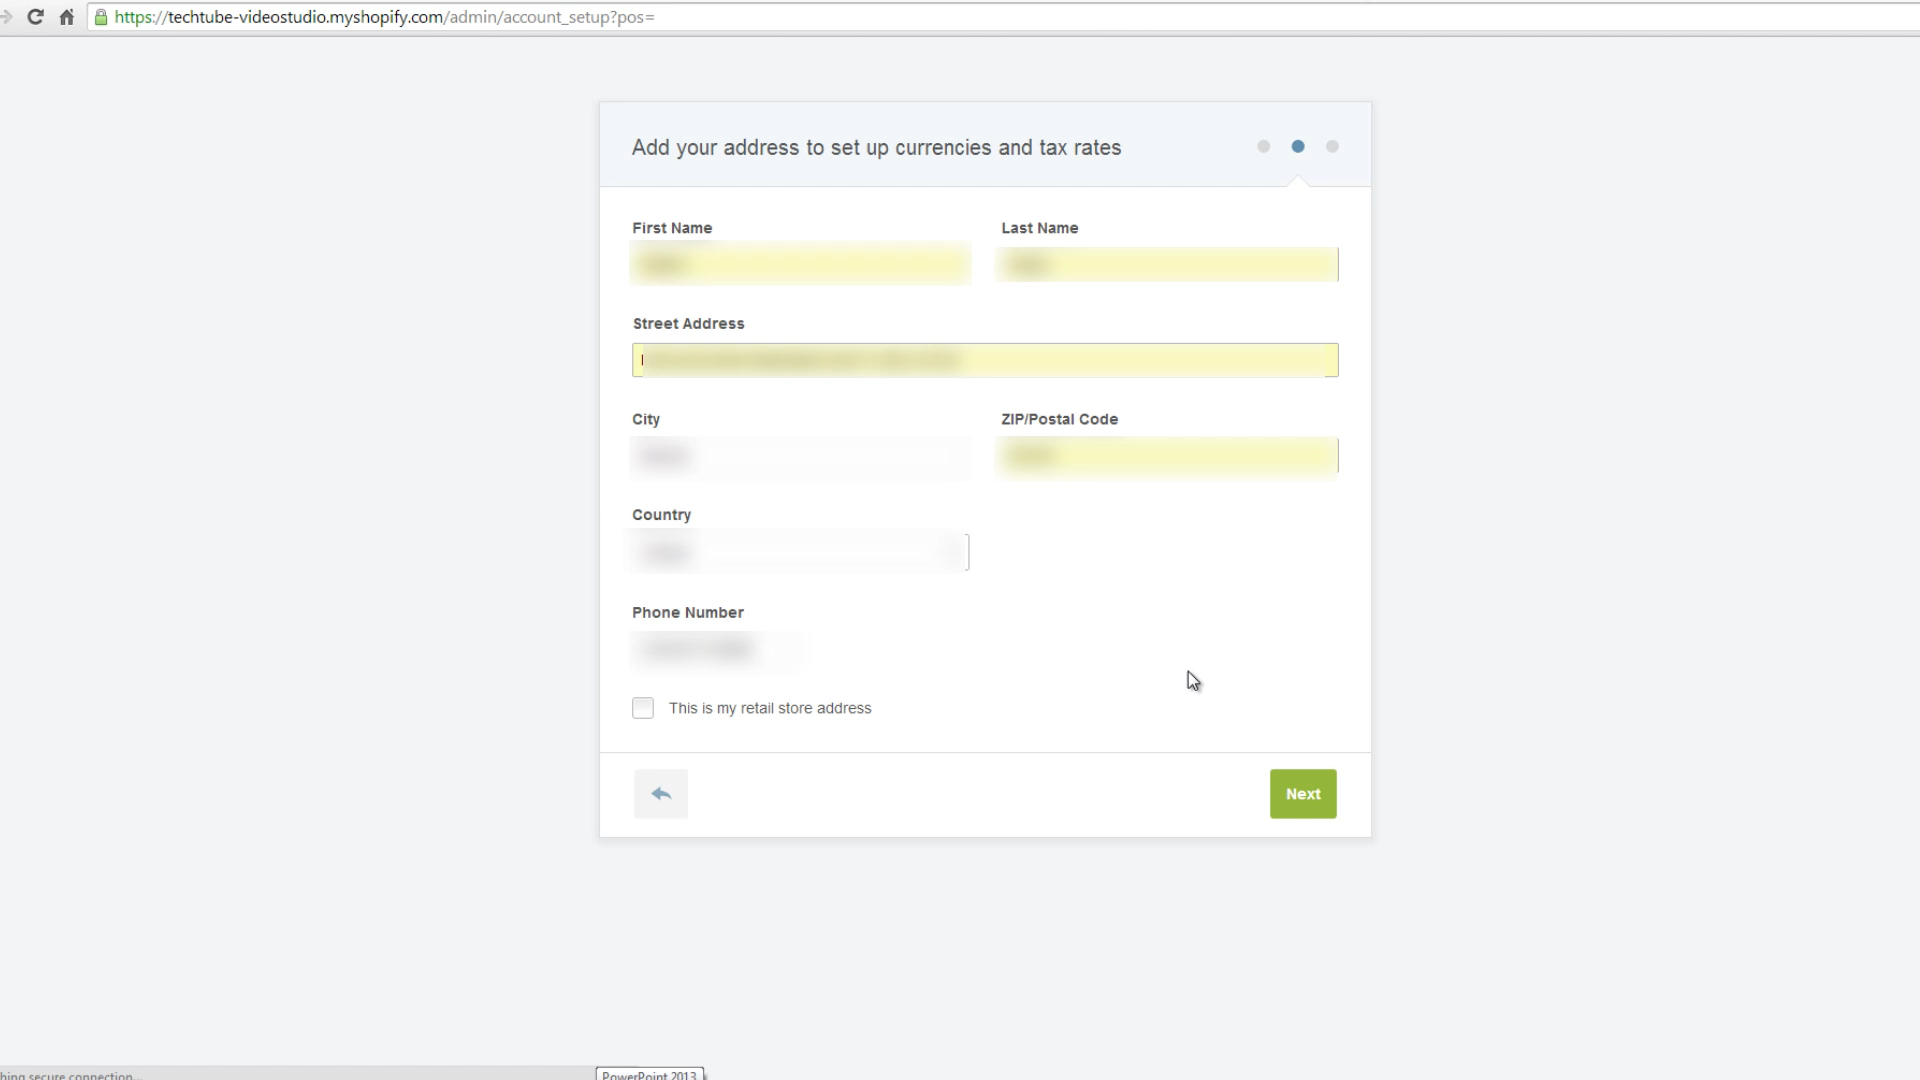 https://techtube-videostudio.myshopify.com/admin/account_setup?pos=
Add your address to set up currencies and tax rates
First Name
Last Name
Street Address
City
ZIP/Postal Code
Country
Phone Number
This is my retail store address
Next
hing secure connection...
PowerPoint 2013